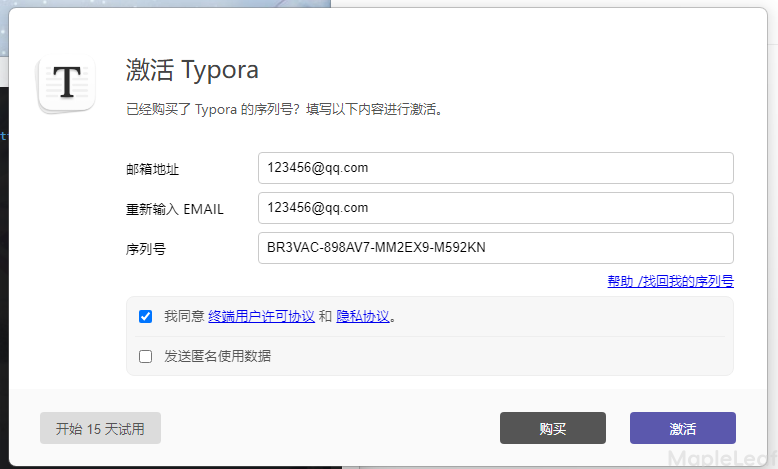 T
激活 Typora
已经购买了 Typora 的序列号？填写以下内容进行激活。
邮箱地址 123456@qq.com
重新输入 EMAIL 123456@qq.com
序列号 BR3VAC-898AV7-MM2EX9-M592KN
帮助 /找回我的序列号
我同意 终端用户许可协议 和 隐私协议。
发送匿名使用数据
开始 15 天试用 购买 激活
MapleLeaf